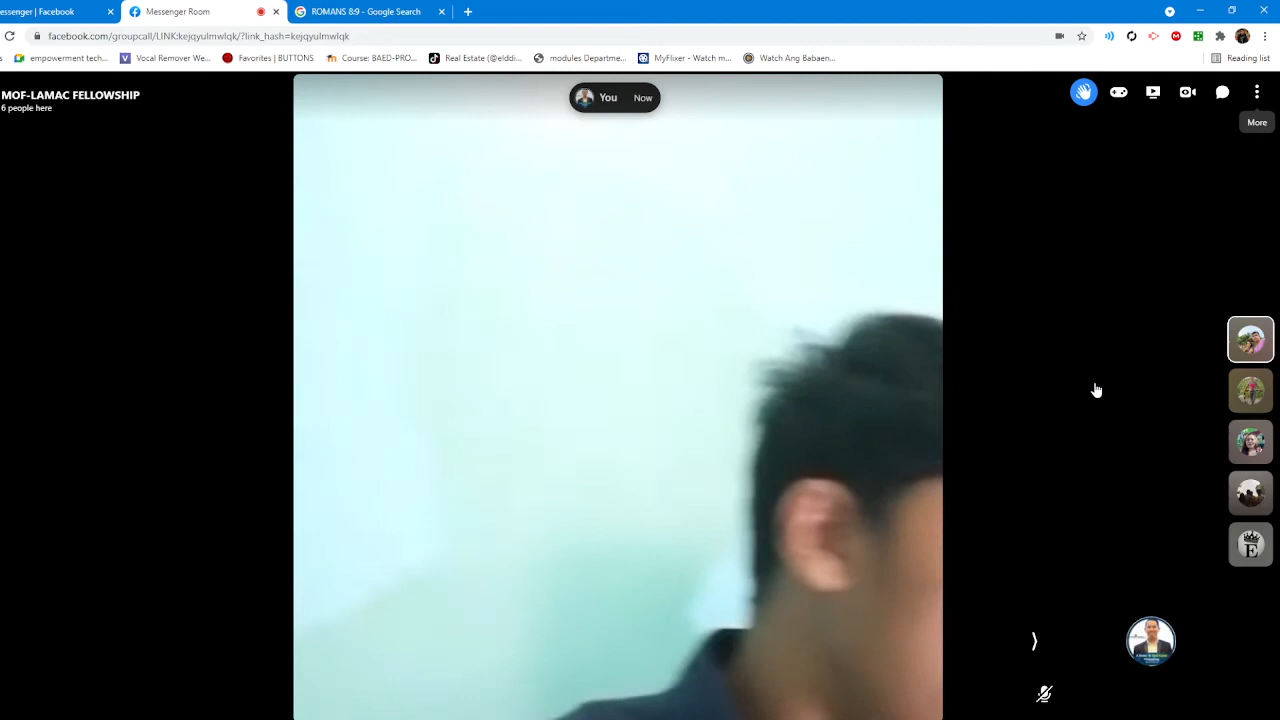 essenger | Facebook
Messenger Room
ROMANS 8:9 - Google Search
facebook.com/groupcall/LINK:kejqyulmwlqk/?link_hash=kejqyulmwlqk
empowerment tech...
Vocal Remover We...
Favorites | BUTTONS
Course: BAED-PRO...
Real Estate (@elddi...
modules Departme...
MyFlixer - Watch m...
Watch Ang Babaen...
Reading list
MOF-LAMAC FELLOWSHIP
6 people here
You Now
More
E